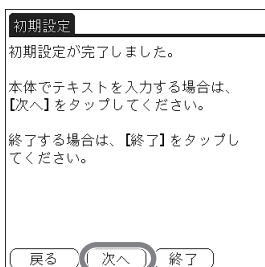 初期設定
初期設定が完了しました。
本体でテキストを入力する場合は、
【次へ】をタップしてください。
終了する場合は、【終了】をタップし
てください。
戻る 次へ 終了